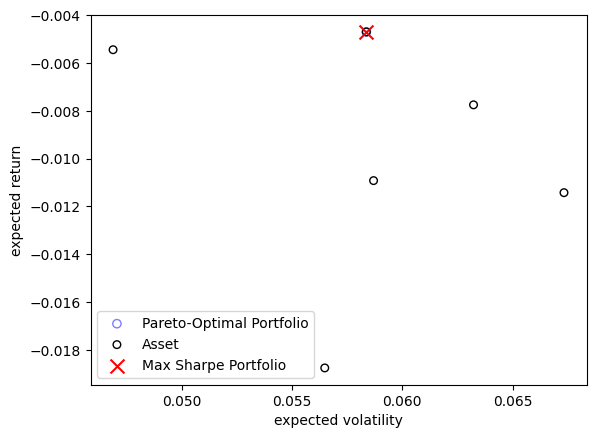 −0.004
−0.006
−0.008
−0.010
−0.012
−0.014
−0.016
−0.018
expected return
Pareto-Optimal Portfolio
Asset
Max Sharpe Portfolio
0.050 0.055 0.060 0.065
expected volatility